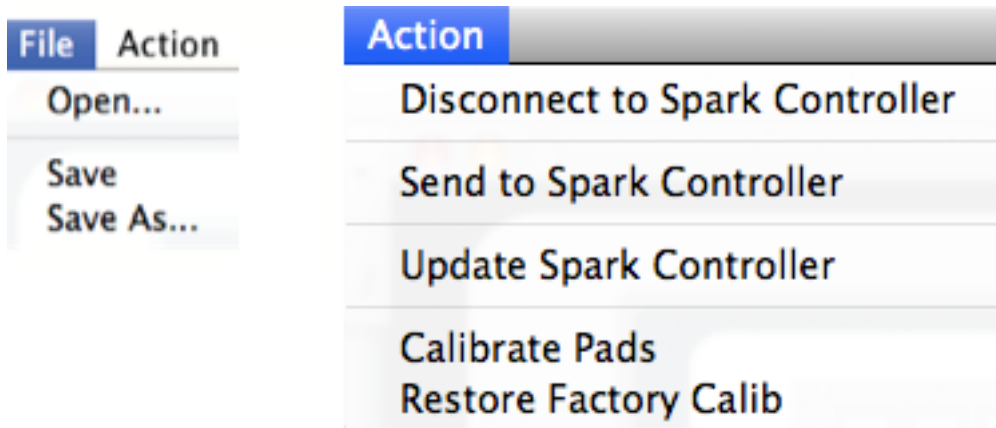 File Action
Open...
Save
Save As...
Action
Disconnect to Spark Controller
Send to Spark Controller
Update Spark Controller
Calibrate Pads
Restore Factory Calib